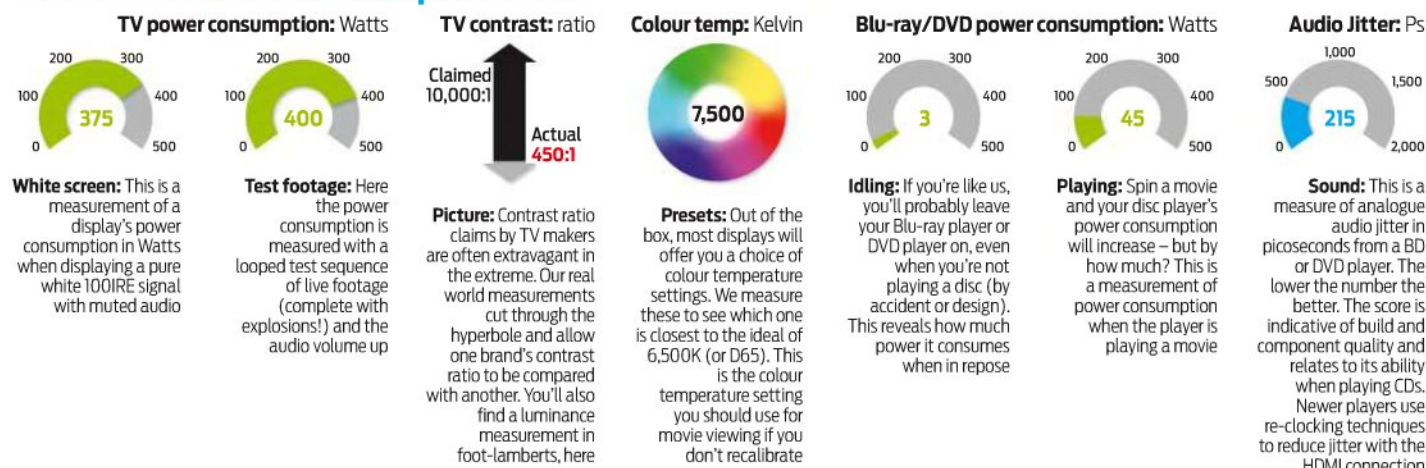 TV power consumption: Watts
200
300
100
400
375
0
500
200
300
100
400
400
0
500
White screen: This is a
measurement of a
display's power
consumption in Watts
when displaying a pure
white 100IRE signal
with muted audio
Test footage: Here
the power
consumption is
measured with a
looped test sequence
of live footage
(complete with
explosions!) and the
audio volume up
TV contrast: ratio
Claimed
10,000:1
Actual
450:1
Picture: Contrast ratio
claims by TV makers
are often extravagant in
the extreme. Our real
world measurements
cut through the
hyperbole and allow
one brand's contrast
ratio to be compared
with another. You'll also
find a luminance
measurement in
foot-lamberts, here
Colour temp: Kelvin
7,500
Presets: Out of the
box, most displays will
offer you a choice of
colour temperature
settings. We measure
these to see which one
is closest to the ideal of
6,500K (or D65). This
is the colour
temperature setting
you should use for
movie viewing if you
don't recalibrate
Blu-ray/DVD power consumption: Watts
200
300
100
400
3
0
500
200
300
100
400
45
0
500
Idling: If you're like us,
you'll probably leave
your Blu-ray player or
DVD player on, even
when you're not
playing a disc (by
accident or design).
This reveals how much
power it consumes
when in repose
Playing: Spin a movie
and your disc player's
power consumption
will increase – but by
how much? This is
a measurement of
power consumption
when the player is
playing a movie
Audio Jitter: Ps
1,000
500
1,500
215
0
2,000
Sound: This is a
measure of analogue
audio jitter in
picoseconds from a BD
or DVD player. The
lower the number the
better. The score is
indicative of build and
component quality and
relates to its ability
when playing CDs.
Newer players use
re-clocking techniques
to reduce jitter with the
HDMI connection